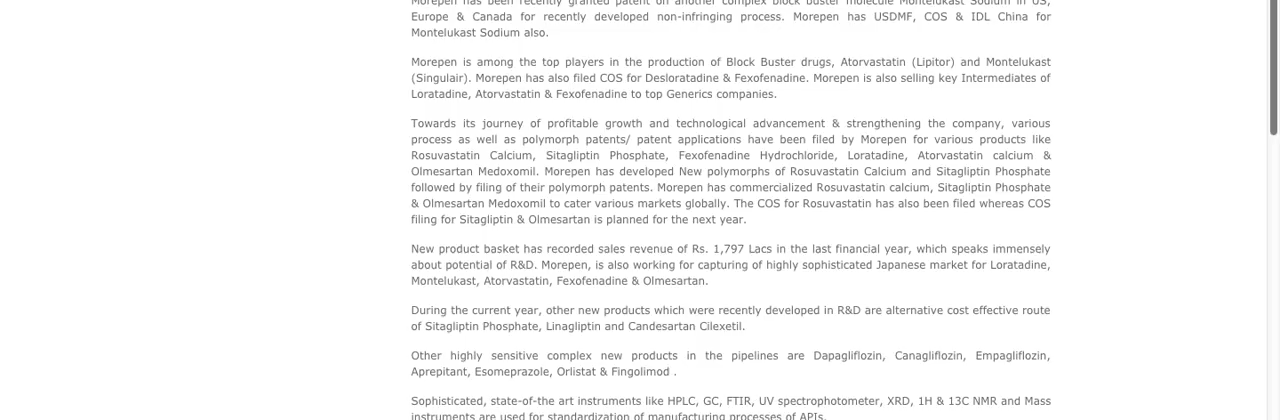 Morepen has been recently granted patent on another complex block buster molecule Montelukast Sodium in US,
Europe & Canada for recently developed non-infringing process. Morepen has USDMF, COS & IDL China for
Montelukast Sodium also.
Morepen is among the top players in the production of Block Buster drugs, Atorvastatin (Lipitor) and Montelukast
(Singulair). Morepen has also filed COS for Desloratadine & Fexofenadine. Morepen is also selling key Intermediates of
Loratadine, Atorvastatin & Fexofenadine to top Generics companies.
Towards its journey of profitable growth and technological advancement & strengthening the company, various
process as well as polymorph patents/ patent applications have been filed by Morepen for various products like
Rosuvastatin Calcium, Sitagliptin Phosphate, Fexofenadine Hydrochloride, Loratadine, Atorvastatin calcium &
Olmesartan Medoxomil. Morepen has developed New polymorphs of Rosuvastatin Calcium and Sitagliptin Phosphate
followed by filing of their polymorph patents. Morepen has commercialized Rosuvastatin calcium, Sitagliptin Phosphate
& Olmesartan Medoxomil to cater various markets globally. The COS for Rosuvastatin has also been filed whereas COS
filing for Sitagliptin & Olmesartan is planned for the next year.
New product basket has recorded sales revenue of Rs. 1,797 Lacs in the last financial year, which speaks immensely
about potential of R&D. Morepen, is also working for capturing of highly sophisticated Japanese market for Loratadine,
Montelukast, Atorvastatin, Fexofenadine & Olmesartan.
During the current year, other new products which were recently developed in R&D are alternative cost effective route
of Sitagliptin Phosphate, Linagliptin and Candesartan Cilexetil.
Other highly sensitive complex new products in the pipelines are Dapagliflozin, Canagliflozin, Empagliflozin,
Aprepitant, Esomeprazole, Orlistat & Fingolimod .
Sophisticated, state-of-the art instruments like HPLC, GC, FTIR, UV spectrophotometer, XRD, 1H & 13C NMR and Mass
instruments are used for standardization of manufacturing processes of APIs.